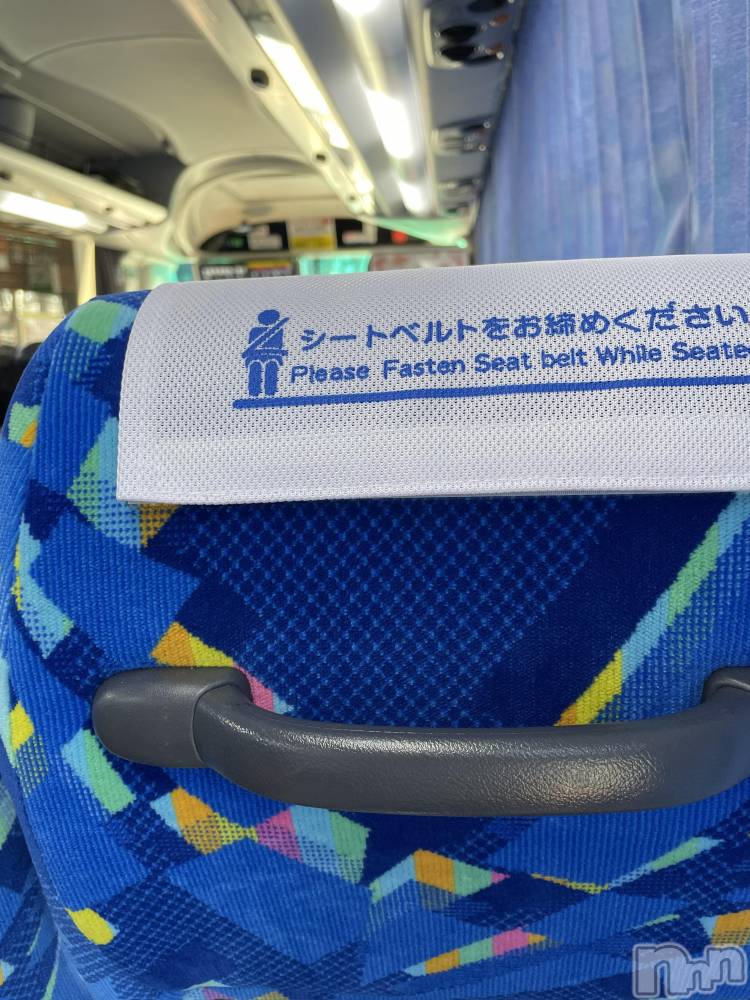 シートベルトをお締めください
Please Fasten Seat belt While Seate
nnn